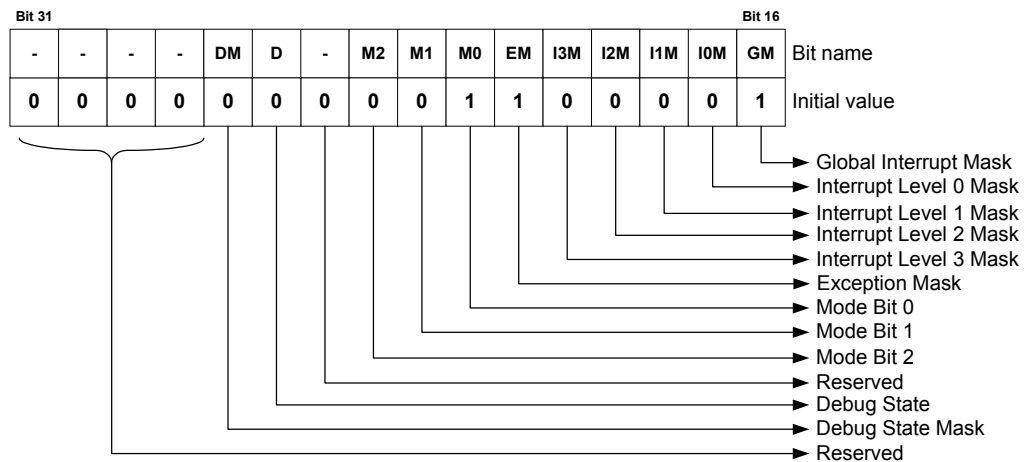 Bit 31 Bit 16
- - - - DM D - M2 M1 M0 EM I3M I2M I1M I0M GM Bit name
0 0 0 0 0 0 0 0 0 1 1 0 0 0 0 1 Initial value
Global Interrupt Mask
Interrupt Level 0 Mask
Interrupt Level 1 Mask
Interrupt Level 2 Mask
Interrupt Level 3 Mask
Exception Mask
Mode Bit 0
Mode Bit 1
Mode Bit 2
Reserved
Debug State
Debug State Mask
Reserved